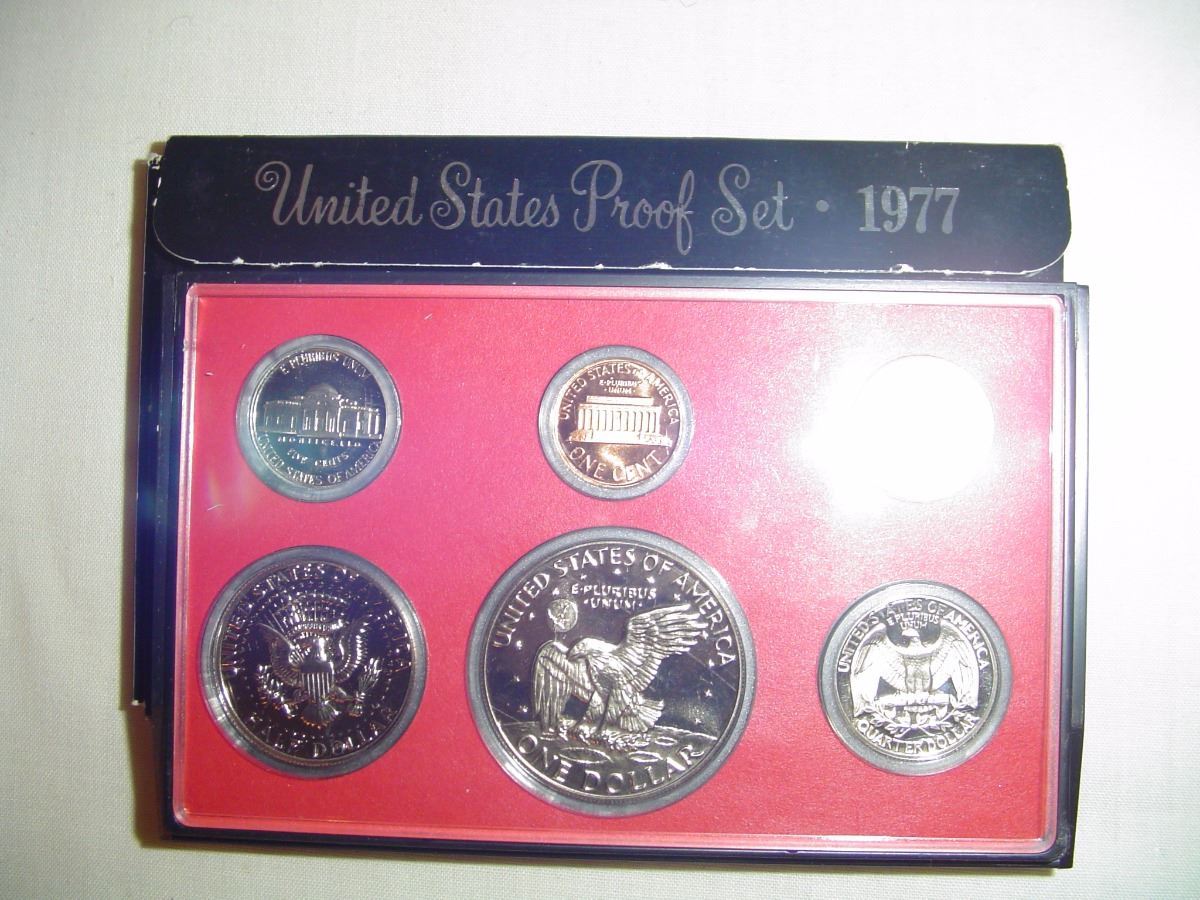 United States Proof Set · 1977
E PLURIBUS UNUM
MONTICELLO
FIVE CENTS
UNITED STATES OF AMERICA
UNITED STATES OF AMERICA
E·PLURIBUS
·UNUM·
ONE CENT
UNITED STATES OF AMERICA
HALF DOLLAR
UNITED STATES OF AMERICA
E·PLURIBUS
·UNUM·
ONE DOLLAR
UNITED STATES OF AMERICA
E PLURIBUS
UNUM
QUARTER DOLLAR